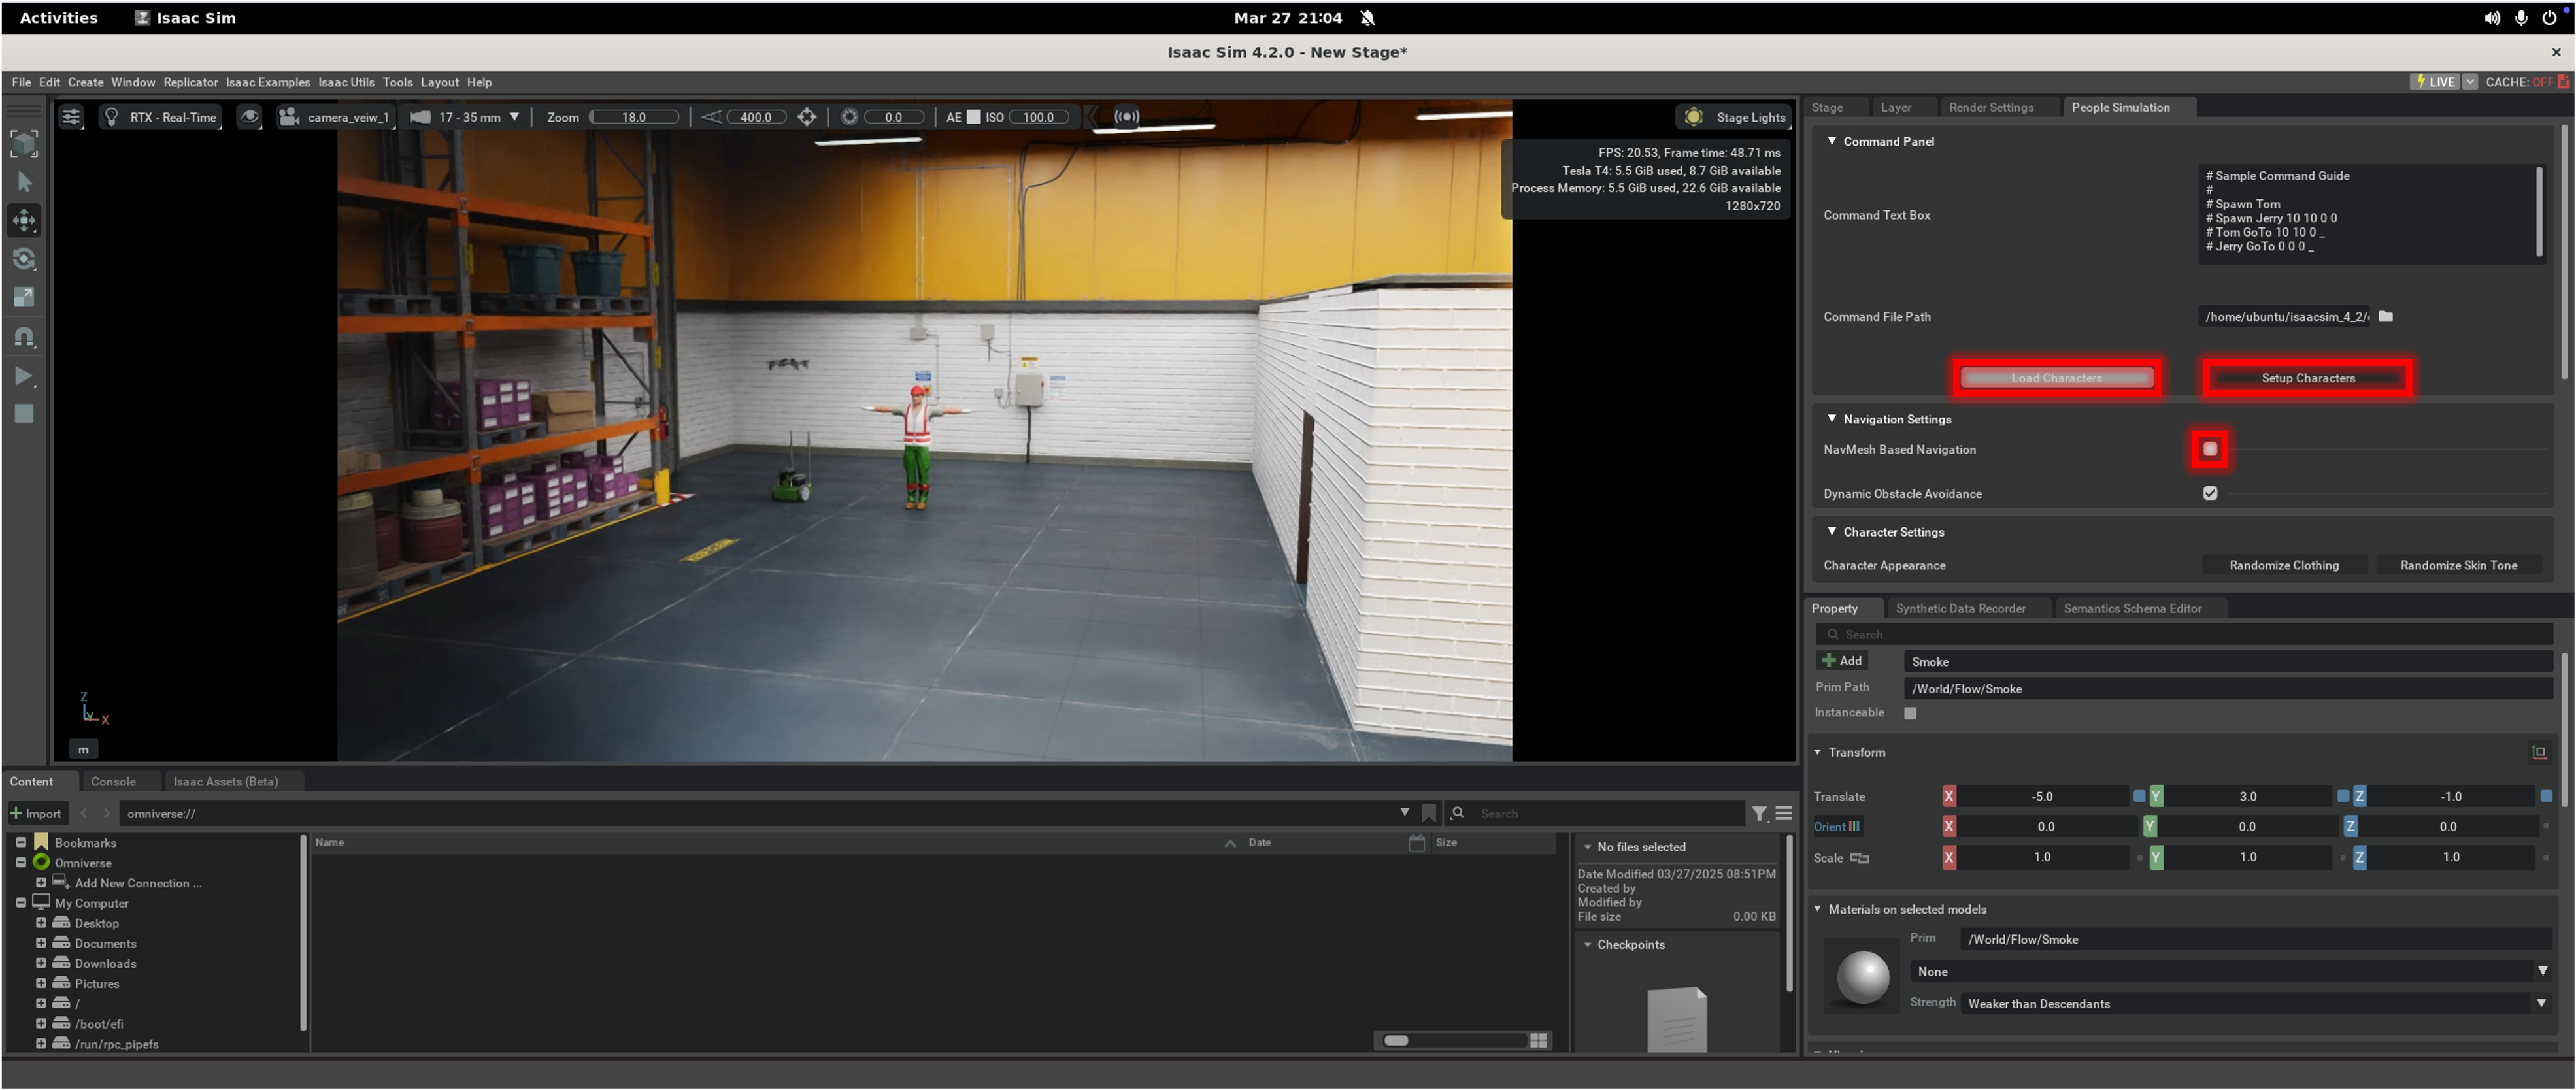 Activities Isaac Sim Mar 27 21:04
Isaac Sim 4.2.0 - New Stage*
File Edit Create Window Replicator Isaac Examples Isaac Utils Tools Layout Help LIVE CACHE: OFF
RTX - Real-Time camera_veiw_1 17 - 35 mm Zoom 18.0 400.0 0.0 AE ISO 100.0 Stage Lights
FPS: 20.53, Frame time: 48.71 ms
Tesla T4: 5.5 GiB used, 8.7 GiB available
Process Memory: 5.5 GiB used, 22.6 GiB available
1280x720
Z
Y X
m
Stage Layer Render Settings People Simulation
Command Panel
Command Text Box
# Sample Command Guide
#
# Spawn Tom
# Spawn Jerry 10 10 0 0
# Tom GoTo 10 10 0 _
# Jerry GoTo 0 0 0 _
Command File Path /home/ubuntu/isaacsim_4_2/
Load Characters Setup Characters
Navigation Settings
NavMesh Based Navigation
Dynamic Obstacle Avoidance
Character Settings
Character Appearance Randomize Clothing Randomize Skin Tone
Property Synthetic Data Recorder Semantics Schema Editor
Search
Add Smoke
Prim Path /World/Flow/Smoke
Instanceable
Transform
Translate X -5.0 Y 3.0 Z -1.0
Orient X 0.0 Y 0.0 Z 0.0
Scale X 1.0 Y 1.0 Z 1.0
Materials on selected models
Prim /World/Flow/Smoke
None
Strength Weaker than Descendants
Content Console Isaac Assets (Beta)
Import omniverse:// Search
Bookmarks
Omniverse
Add New Connection ...
My Computer
Desktop
Documents
Downloads
Pictures
/
/boot/efi
/run/rpc_pipefs
Name Date Size
No files selected
Date Modified 03/27/2025 08:51PM
Created by
Modified by
File size 0.00 KB
Checkpoints